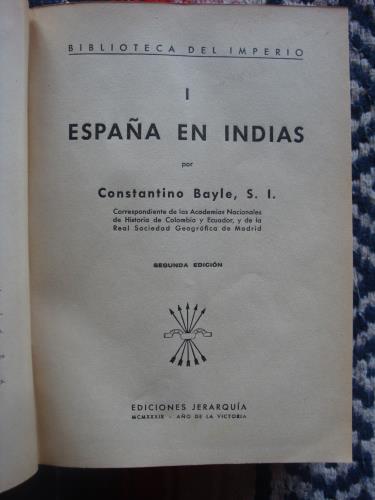 BIBLIOTECA DEL IMPERIO
I
ESPAÑA EN INDIAS
por
Constantino Bayle, S. I.
Correspondiente de las Academias Nacionales
de Historia de Colombia y Ecuador, y de la
Real Sociedad Geográfica de Madrid
SEGUNDA EDICIÓN
EDICIONES JERARQUÍA
MCMXXXIX - AÑO DE LA VICTORIA